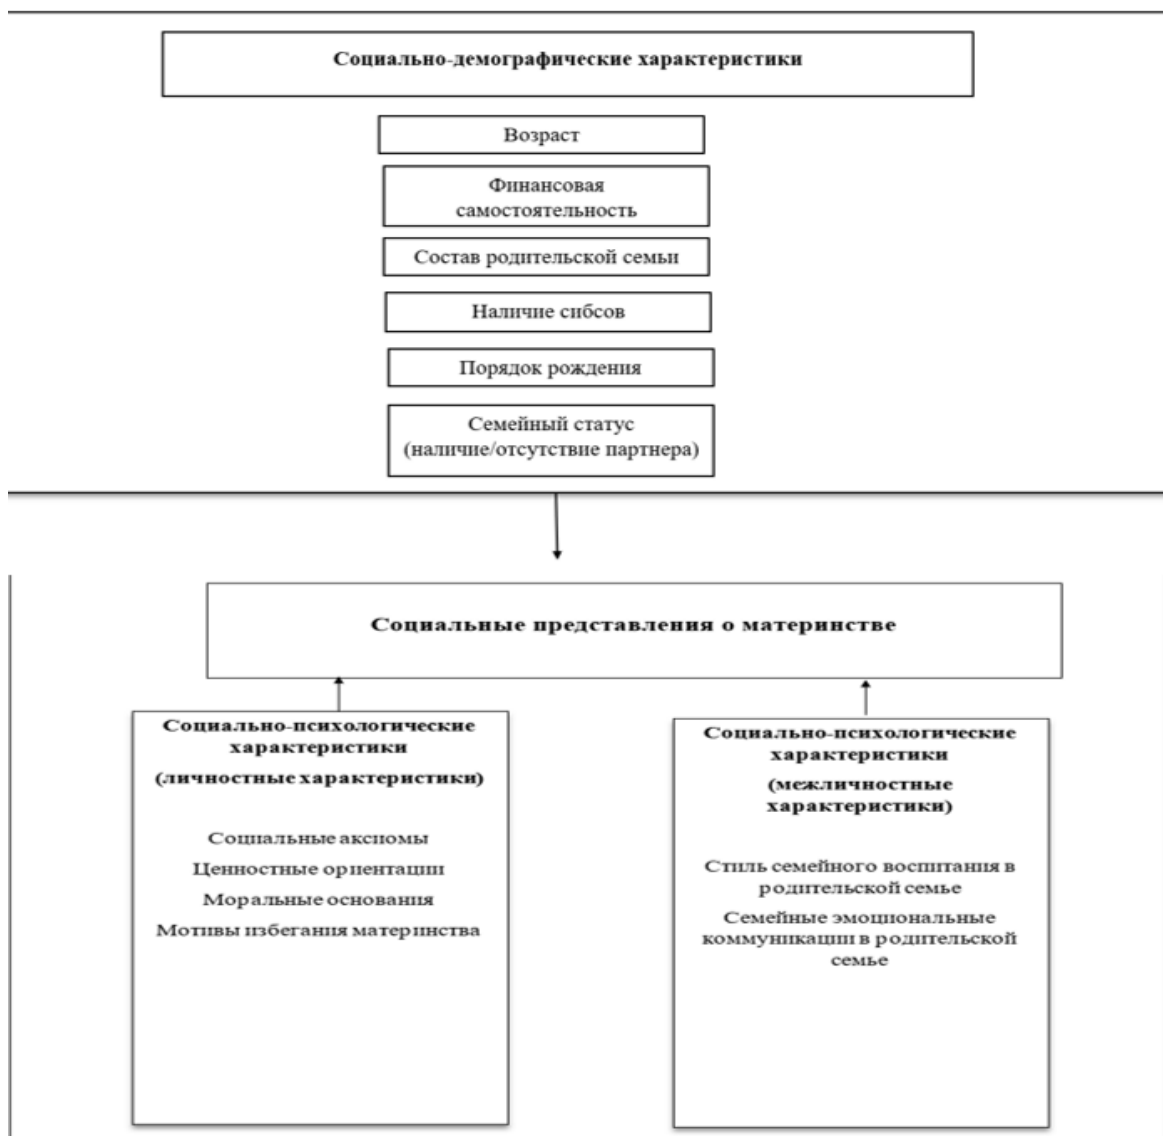 Социально-демографические характеристики
Возраст
Финансовая
самостоятельность
Состав родительской семьи
Наличие сибсов
Порядок рождения
Семейный статус
(наличие/отсутствие партнера)
Социальные представления о материнстве
Социально-психологические
характеристики
(личностные характеристики)
Социальные аксиомы
Ценностные ориентации
Моральные основания
Мотивы избегания материнства
Социально-психологические
характеристики
(межличностные
характеристики)
Стиль семейного воспитания в
родительской семье
Семейные эмоциональные
коммуникации в родительской
семье